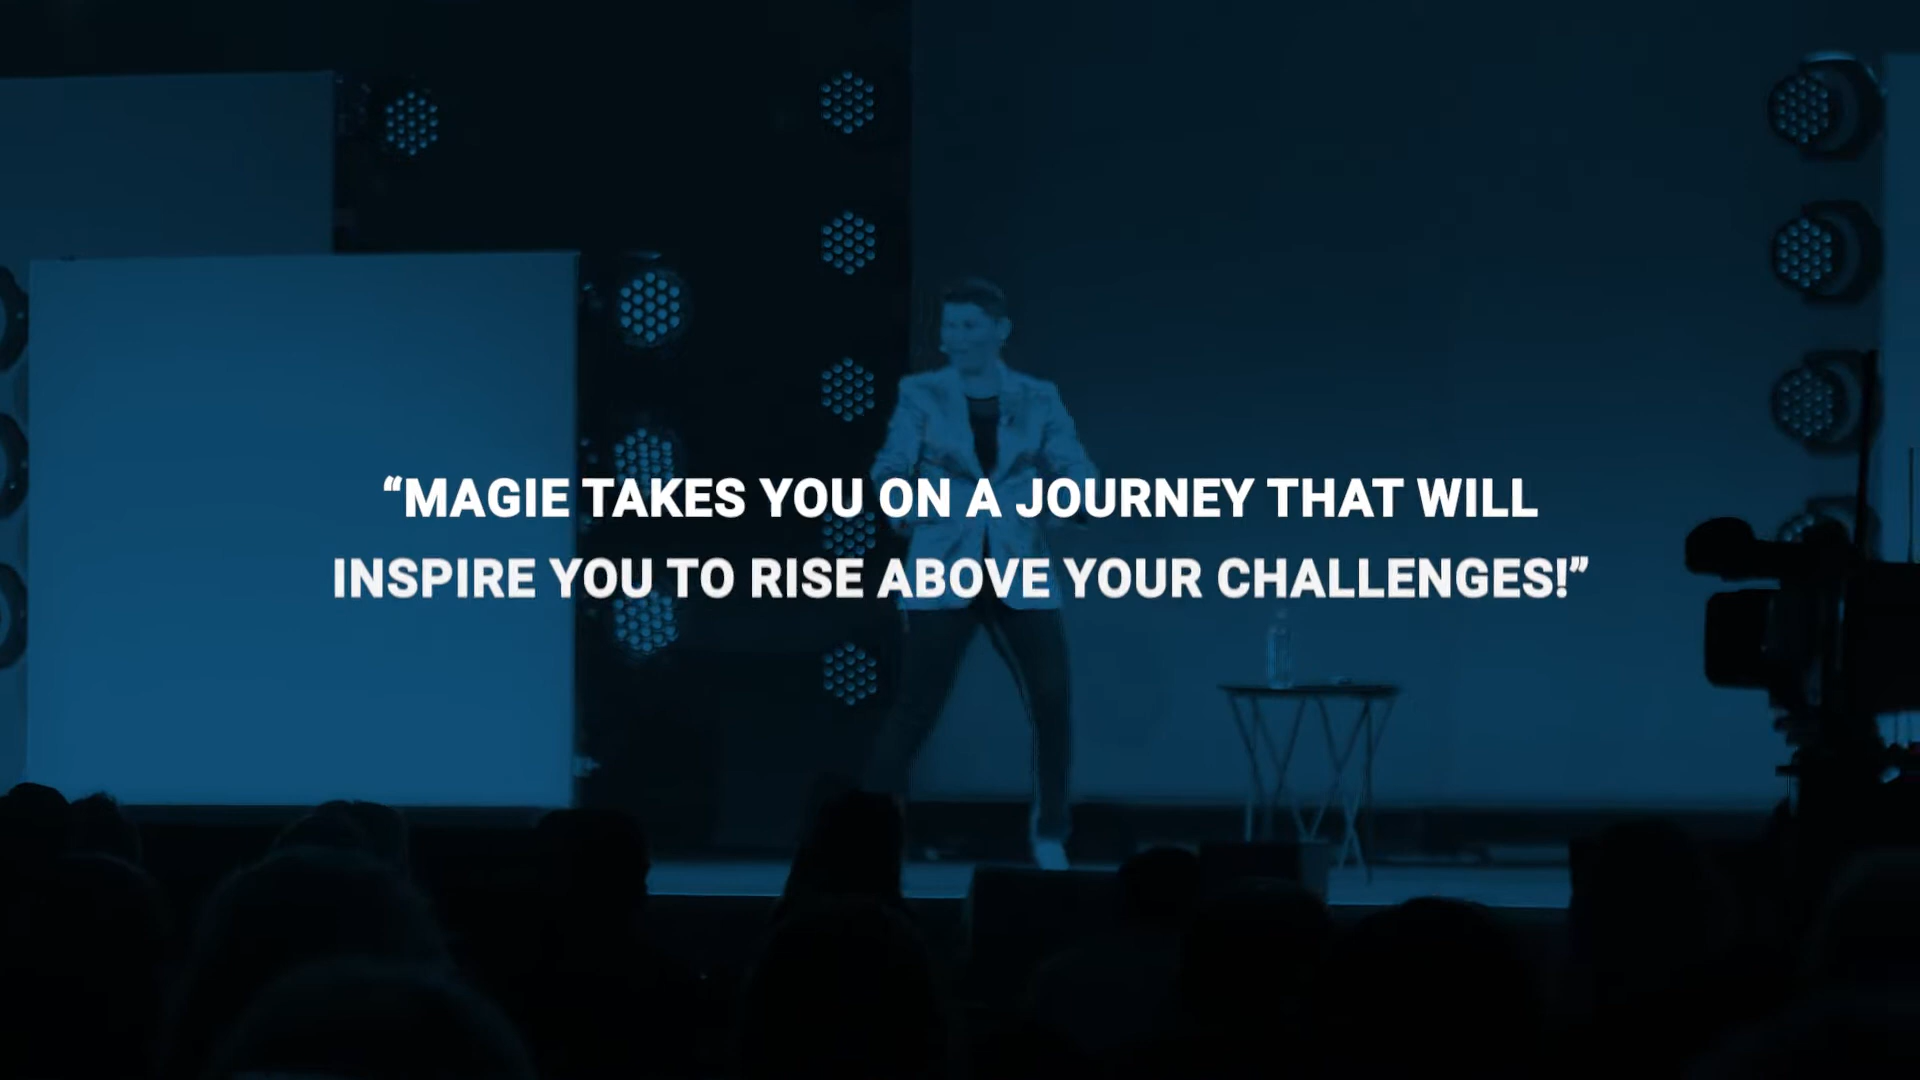 “MAGIE TAKES YOU ON A JOURNEY THAT WILL
INSPIRE YOU TO RISE ABOVE YOUR CHALLENGES!”